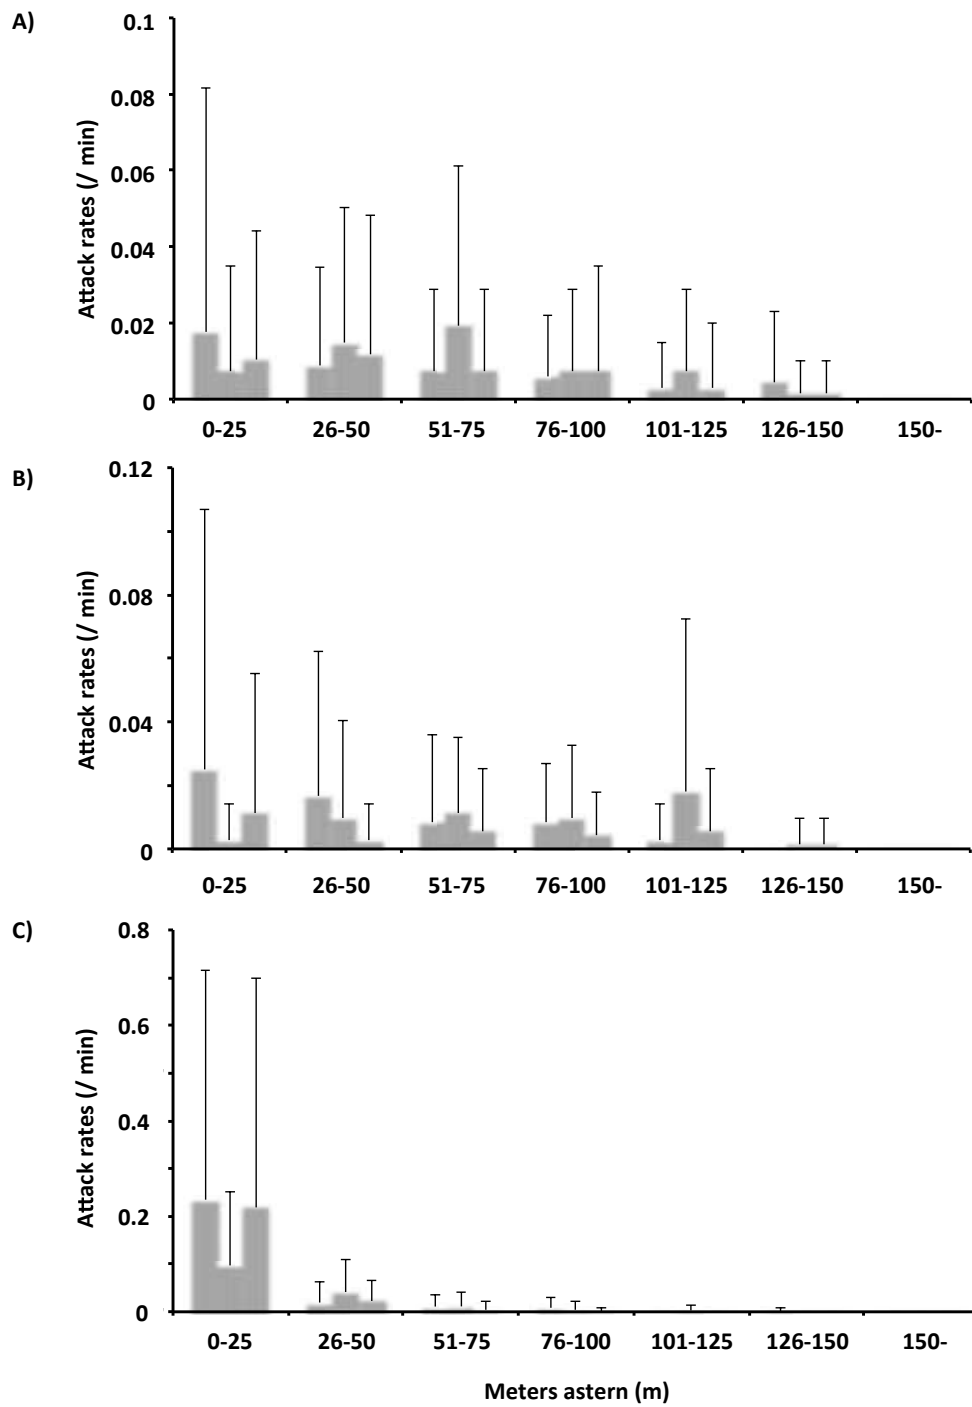 A)
Attack rates (/ min)
0.1
0.08
0.06
0.04
0.02
0
0-25 26-50 51-75 76-100 101-125 126-150 150-
B)
Attack rates (/ min)
0.12
0.08
0.04
0
0-25 26-50 51-75 76-100 101-125 126-150 150-
C)
Attack rates (/ min)
0.8
0.6
0.4
0.2
0
0-25 26-50 51-75 76-100 101-125 126-150 150-
Meters astern (m)